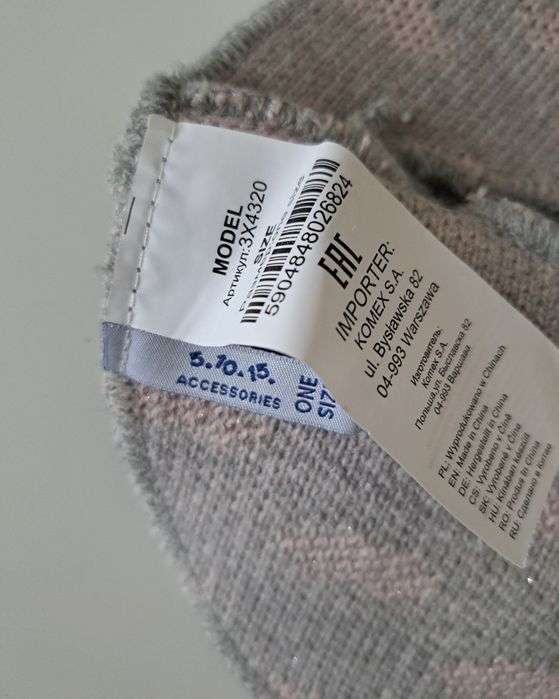 MODEL
Артикул:3X4320
SIZE
5904848026824
EAC
IMPORTER:
KOMEX S.A.
ul. Bysławska 82
04-993 Warszawa
Изготовитель:
Komex S.A.
Польша,ул. Быславска 82
04-993 Варшава
PL: Wyprodukowano w Chinach
EN: Made in China
DE: Hergestellt in China
CS: Vyrobeno v Číně
SK: Vyrobené v Číne
HU: Kínában készült
RO: Produs în China
RU: Сделано в Китае
5.10.15.
ACCESSORIES
ONE
SIZ